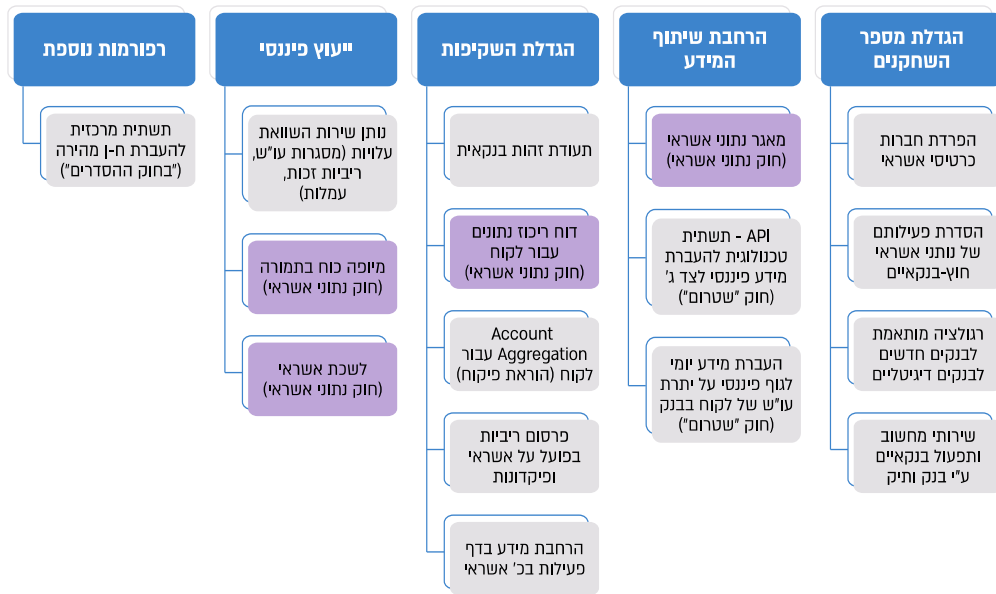 הגדלת מספר
השחקנים
הפרדת חברות
כרטיסי אשראי
הסדרת פעילותם
של נותני אשראי
חוץ-בנקאיים
רגולציה מותאמת
לבנקים חדשים
לבנקים דיגיטליים
שירותי מחשוב
ותפעול בנקאיים
ע"י בנק ותיק
הרחבת שיתוף
המידע
מאגר נתוני אשראי
(חוק נתוני אשראי)
API - תשתית
טכנולוגית להעברת
מידע פיננסי לצד ג'
(חוק "שטרום")
העברת מידע יומי
לגוף פיננסי על יתרת
עו"ש של לקוח בבנק
(חוק "שטרום")
הגדלת השקיפות
תעודת זהות בנקאית
דוח ריכוז נתונים
עבור לקוח
(חוק נתוני אשראי)
Account
Aggregation עבור
לקוח (הוראת פיקוח)
פרסום ריביות
בפועל על אשראי
ופיקדונות
הרחבת מידע בדף
פעילות בכ' אשראי
ייעוץ פיננסי
נותן שירות השוואת
עלויות (מסגרות עו"ש,
ריביות זכות,
עמלות)
מיופה כוח בתמורה
(חוק נתוני אשראי)
לשכת אשראי
(חוק נתוני אשראי)
רפורמות נוספת
תשתית מרכזית
להעברת ח-ן מהירה
("בחוק ההסדרים")